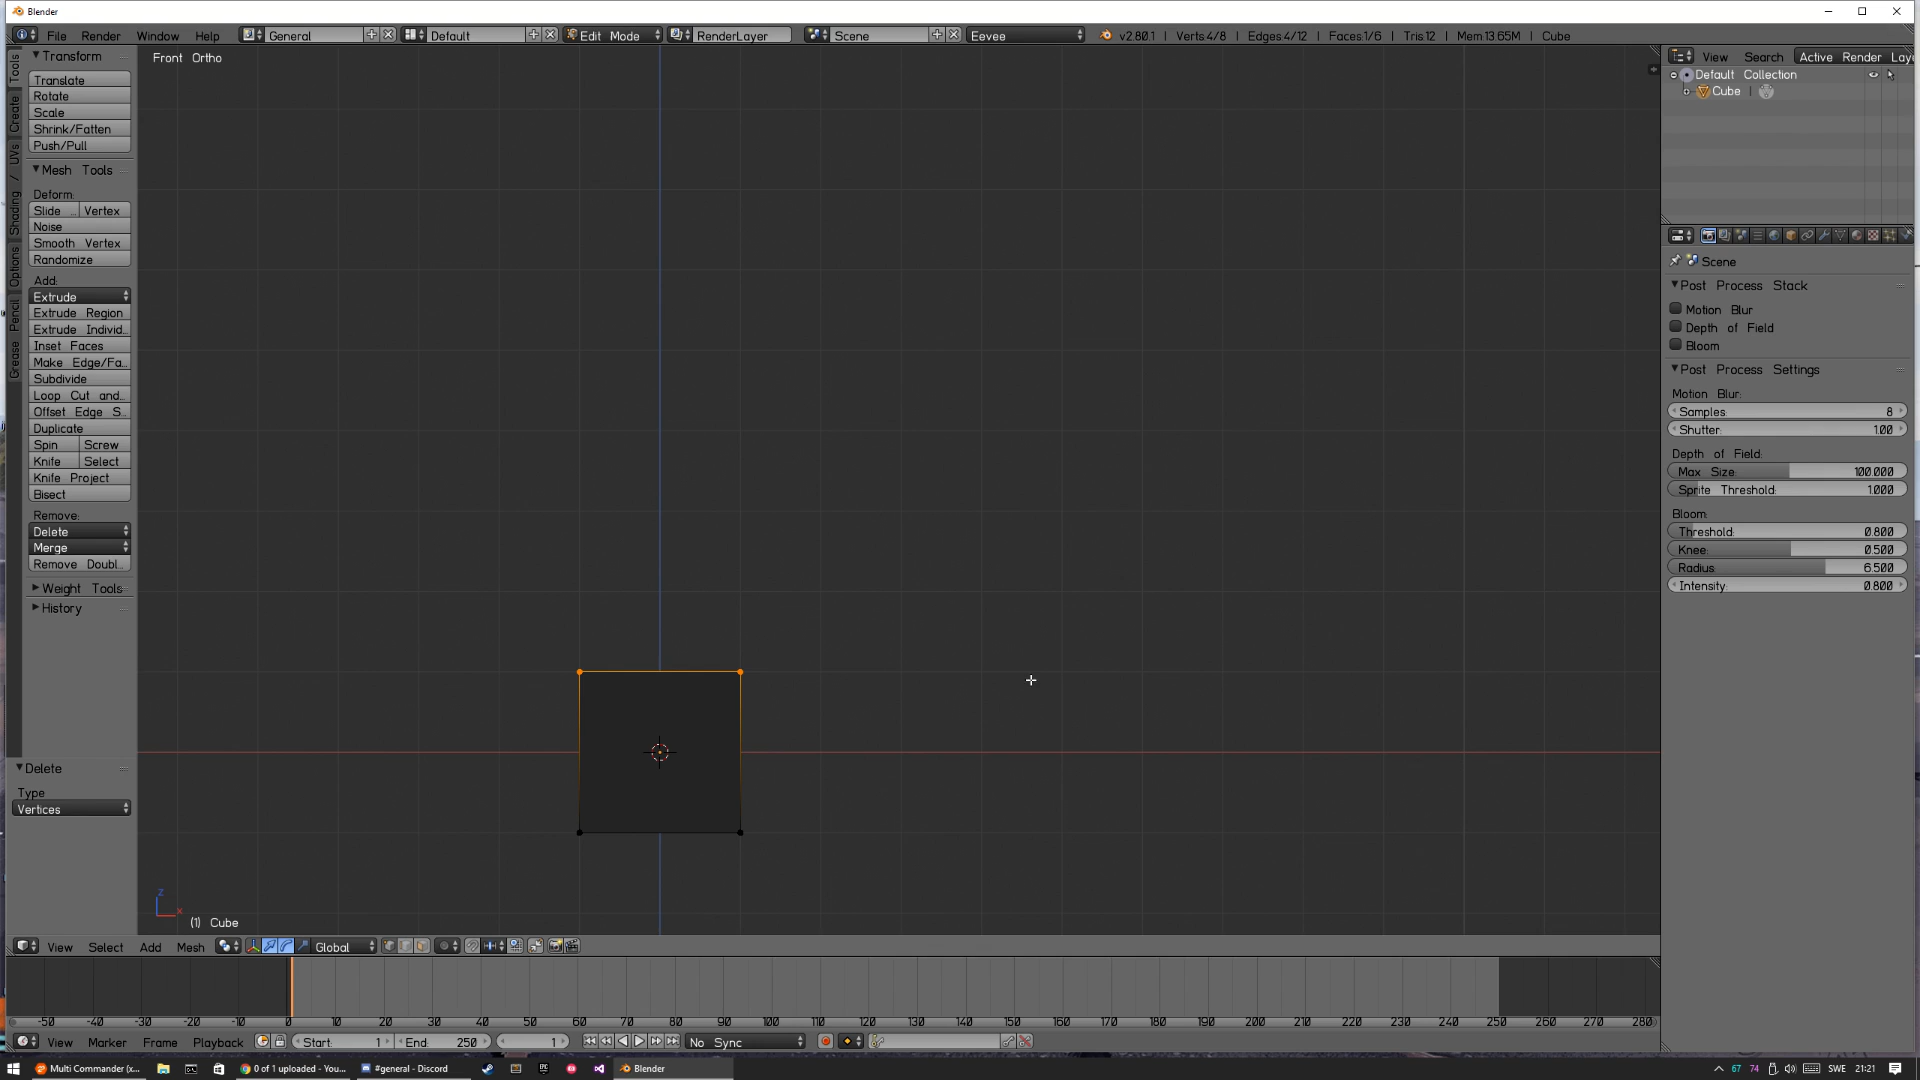 Blender
File Render Window Help General Default Edit Mode RenderLayer Scene Eevee v2.80.1 | Verts:4/8 | Edges:4/12 | Faces:1/6 | Tris:12 | Mem:13.65M | Cube
Tools
Create
UVs
Shading /
Options
Grease Pencil
Transform
Translate
Rotate
Scale
Shrink/Fatten
Push/Pull
Mesh Tools
Deform:
Slide ... Vertex
Noise
Smooth Vertex
Randomize
Add:
Extrude
Extrude Region
Extrude Individ..
Inset Faces
Make Edge/Fa..
Subdivide
Loop Cut and..
Offset Edge S..
Duplicate
Spin Screw
Knife Select
Knife Project
Bisect
Remove:
Delete
Merge
Remove Doubl..
Weight Tools
History
Delete
Type
Vertices
Front Ortho
z
x
(1) Cube
View Select Add Mesh Global
View Search Active Render Lay
Default Collection
Cube |
Scene
Post Process Stack
Motion Blur
Depth of Field
Bloom
Post Process Settings
Motion Blur:
Samples: 8
Shutter: 1.00
Depth of Field:
Max Size: 100.000
Sprite Threshold: 1.000
Bloom:
Threshold: 0.800
Knee: 0.500
Radius: 6.500
Intensity: 0.800
-50 -40 -30 -20 -10 0 10 20 30 40 50 60 70 80 90 100 110 120 130 140 150 160 170 180 190 200 210 220 230 240 250 260 270 280
View Marker Frame Playback Start: 1 End: 250 1 No Sync
Multi Commander (x... 0 of 1 uploaded - You... #general - Discord Blender 67 74 SWE 21:21